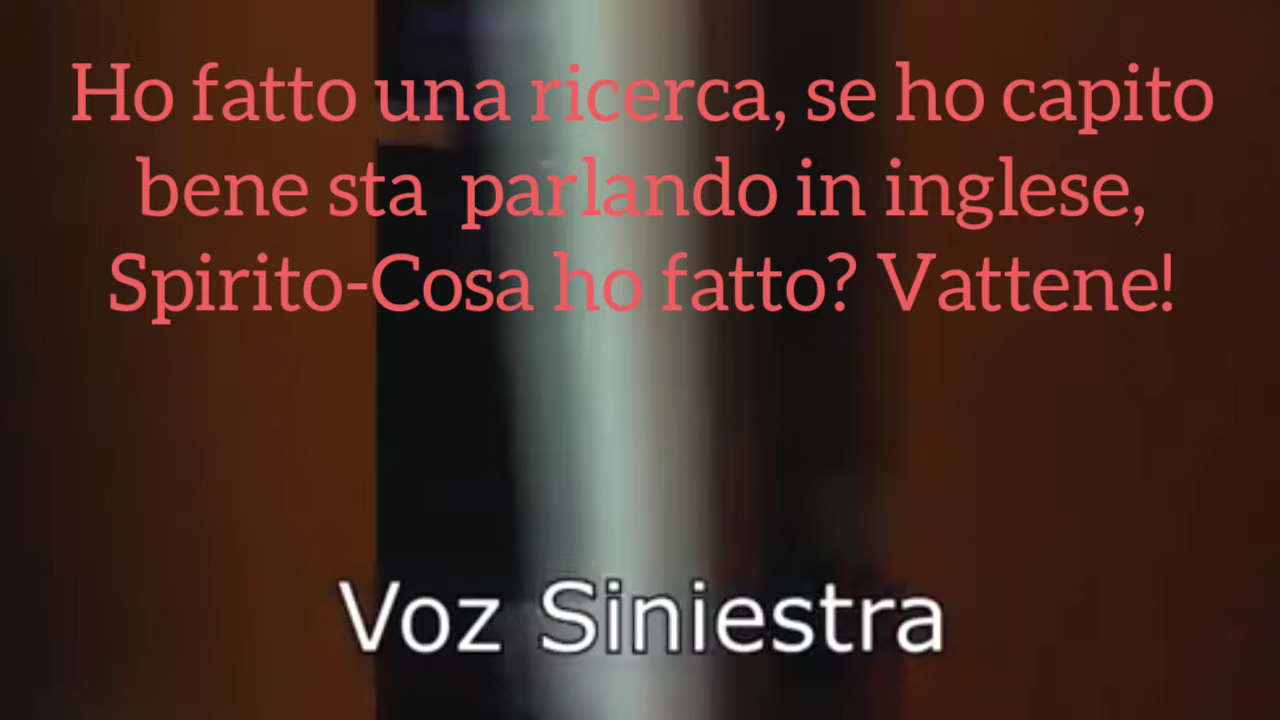 Ho fatto una ricerca, se ho capito
bene sta parlando in inglese,
Spirito-Cosa ho fatto? Vattene!
Voz Siniestra